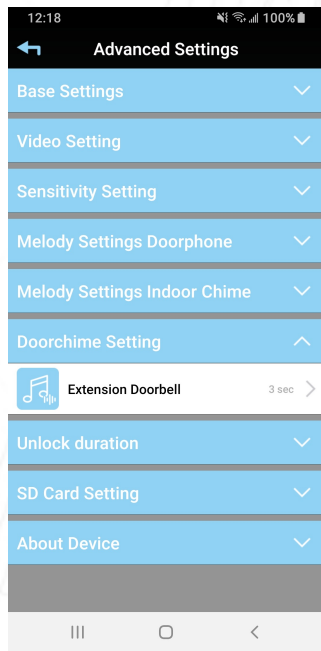 12:18 100%
Advanced Settings
Base Settings
Video Setting
Sensitivity Setting
Melody Settings Doorphone
Melody Settings Indoor Chime
Doorchime Setting
Extension Doorbell 3 sec
Unlock duration
SD Card Setting
About Device